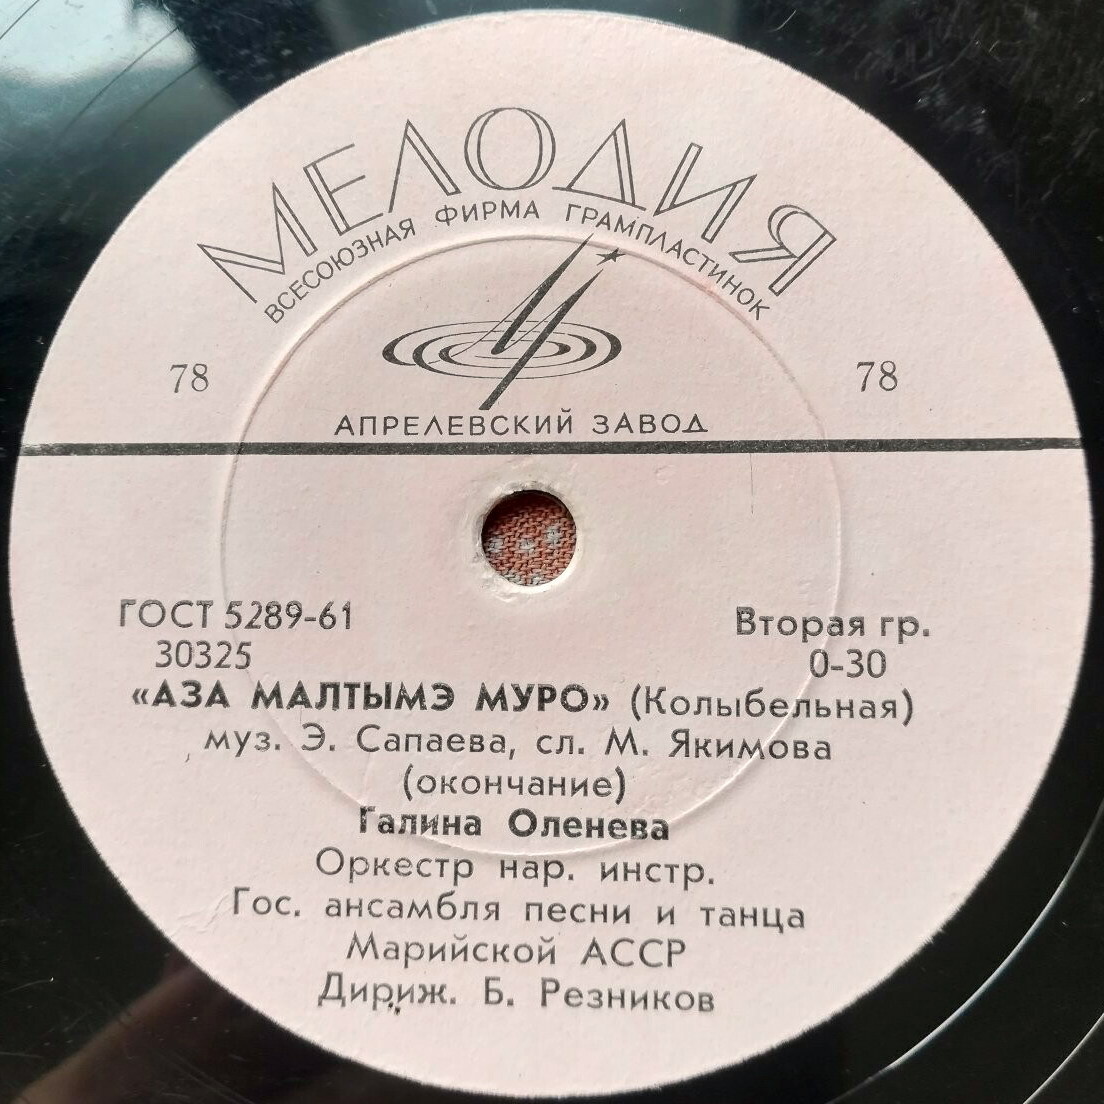 МЕЛОДИЯ
ВСЕСОЮЗНАЯ ФИРМА ГРАМПЛАСТИНОК
78 78
АПРЕЛЕВСКИЙ ЗАВОД
ГОСТ 5289-61 Вторая гр.
30325 0-30
«АЗА МАЛТЫМЭ МУРО» (Колыбельная)
муз. Э. Сапаева, сл. М. Якимова
(окончание)
Галина Оленева
Оркестр нар. инстр.
Гос. ансамбля песни и танца
Марийской АССР
Дириж. Б. Резников